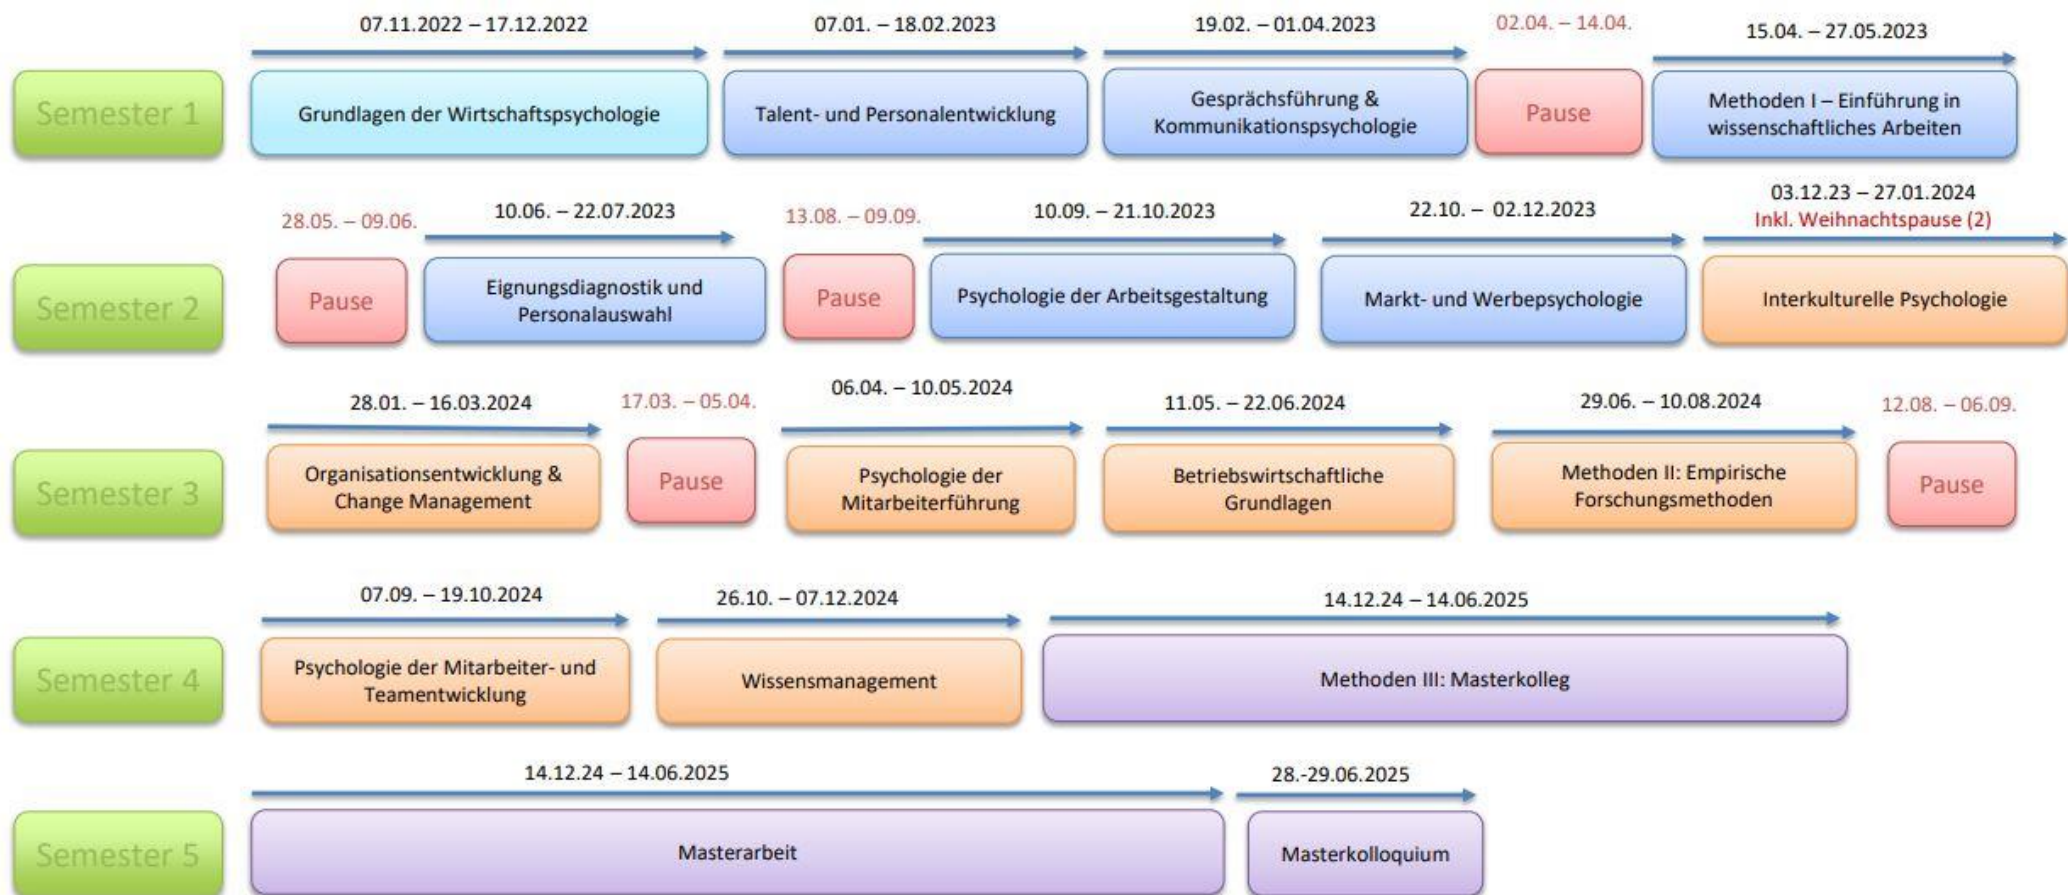 07.11.2022 – 17.12.2022
07.01. – 18.02.2023
19.02. – 01.04.2023
02.04. – 14.04.
15.04. – 27.05.2023
Semester 1
Grundlagen der Wirtschaftspsychologie
Talent- und Personalentwicklung
Gesprächsführung &
Kommunikationspsychologie
Pause
Methoden I – Einführung in
wissenschaftliches Arbeiten
28.05. – 09.06.
10.06. – 22.07.2023
13.08. – 09.09.
10.09. – 21.10.2023
22.10. – 02.12.2023
03.12.23 – 27.01.2024
Inkl. Weihnachtspause (2)
Semester 2
Pause
Eignungsdiagnostik und
Personalauswahl
Pause
Psychologie der Arbeitsgestaltung
Markt- und Werbepsychologie
Interkulturelle Psychologie
28.01. – 16.03.2024
17.03. – 05.04.
06.04. – 10.05.2024
11.05. – 22.06.2024
29.06. – 10.08.2024
12.08. – 06.09.
Semester 3
Organisationsentwicklung &
Change Management
Pause
Psychologie der
Mitarbeiterführung
Betriebswirtschaftliche
Grundlagen
Methoden II: Empirische
Forschungsmethoden
Pause
07.09. – 19.10.2024
26.10. – 07.12.2024
14.12.24 – 14.06.2025
Semester 4
Psychologie der Mitarbeiter- und
Teamentwicklung
Wissensmanagement
Methoden III: Masterkolleg
14.12.24 – 14.06.2025
28.-29.06.2025
Semester 5
Masterarbeit
Masterkolloquium